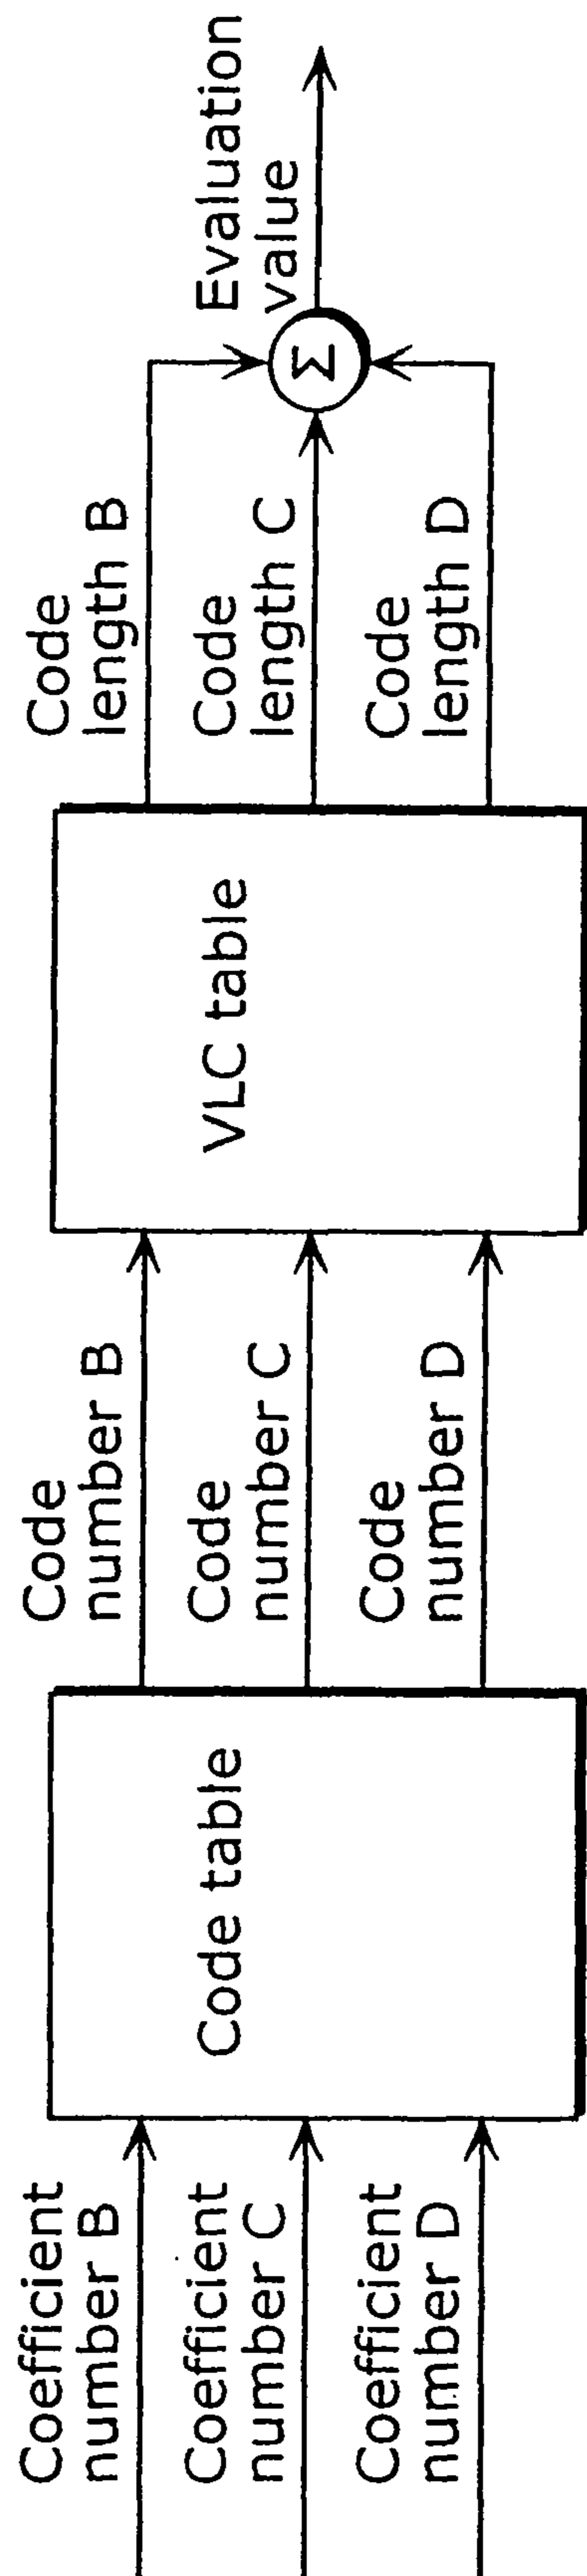 Coefficient
number B
Coefficient
number C
Coefficient
number D
Code table
Code
number B
Code
number C
Code
number D
VLC table
Code
length B
Code
length C
Code
length D
Σ
Evaluation
value